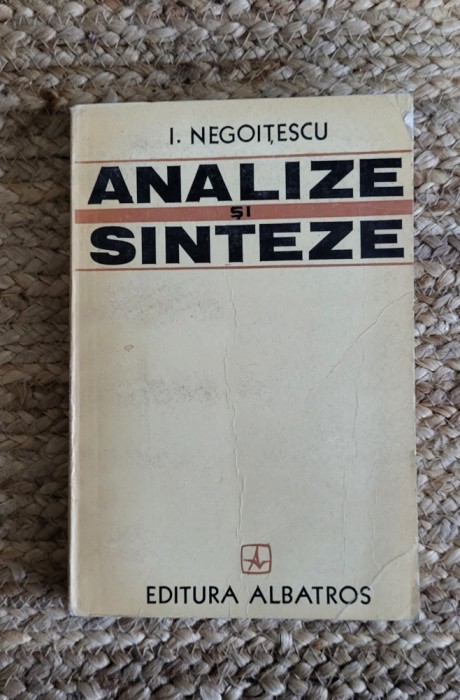 I. NEGOIȚESCU
ANALIZE
ȘI
SINTEZE
EDITURA ALBATROS